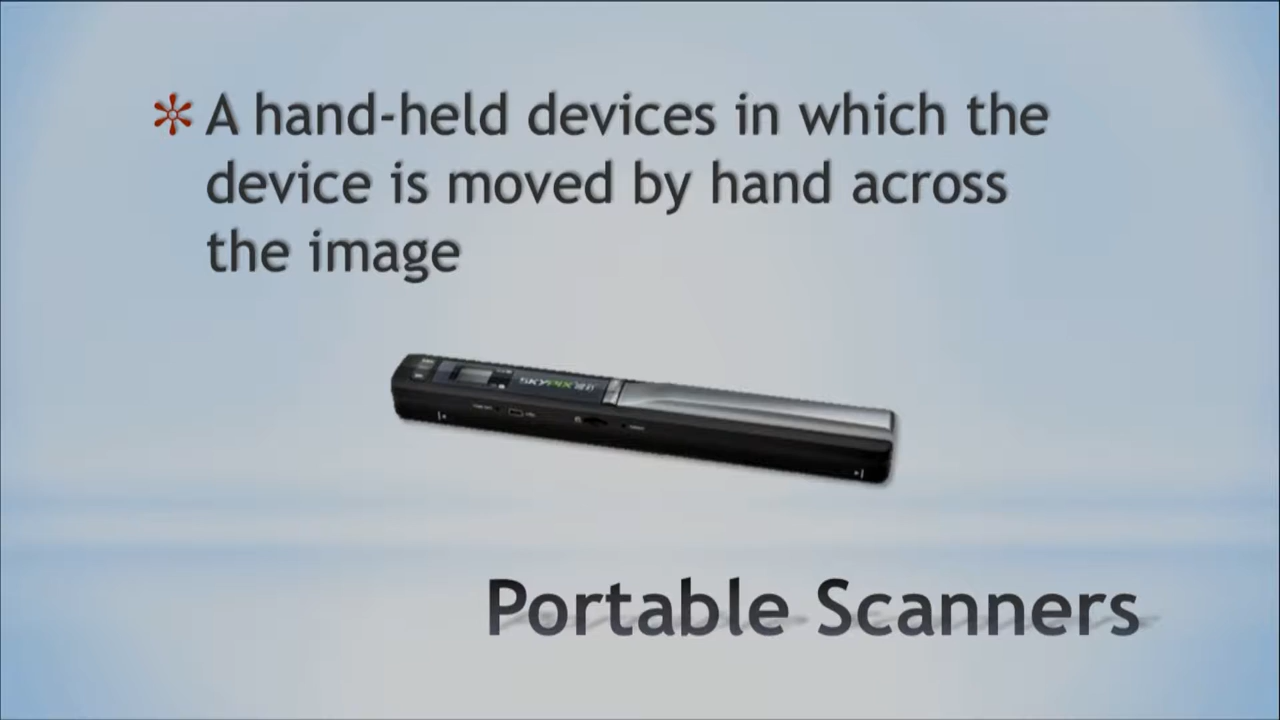 A hand-held devices in which the
device is moved by hand across
the image
Portable Scanners